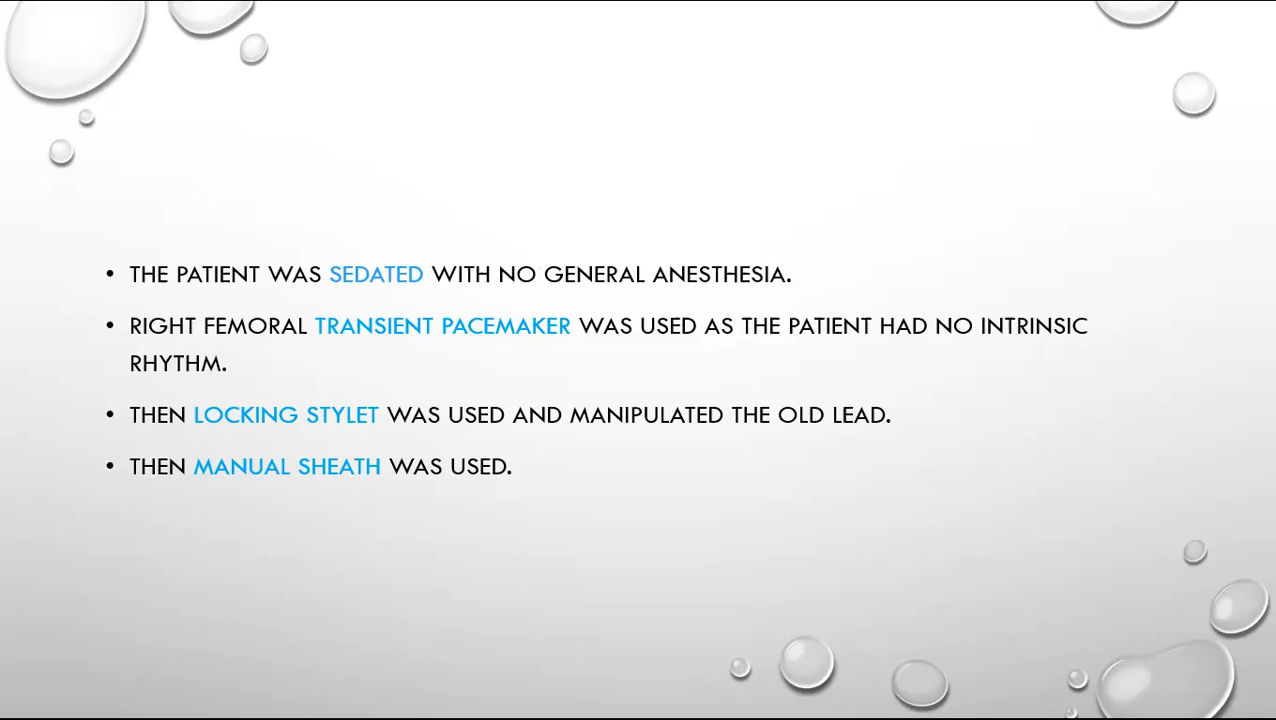 • THE PATIENT WAS SEDATED WITH NO GENERAL ANESTHESIA.
• RIGHT FEMORAL TRANSIENT PACEMAKER WAS USED AS THE PATIENT HAD NO INTRINSIC
RHYTHM.
• THEN LOCKING STYLET WAS USED AND MANIPULATED THE OLD LEAD.
• THEN MANUAL SHEATH WAS USED.